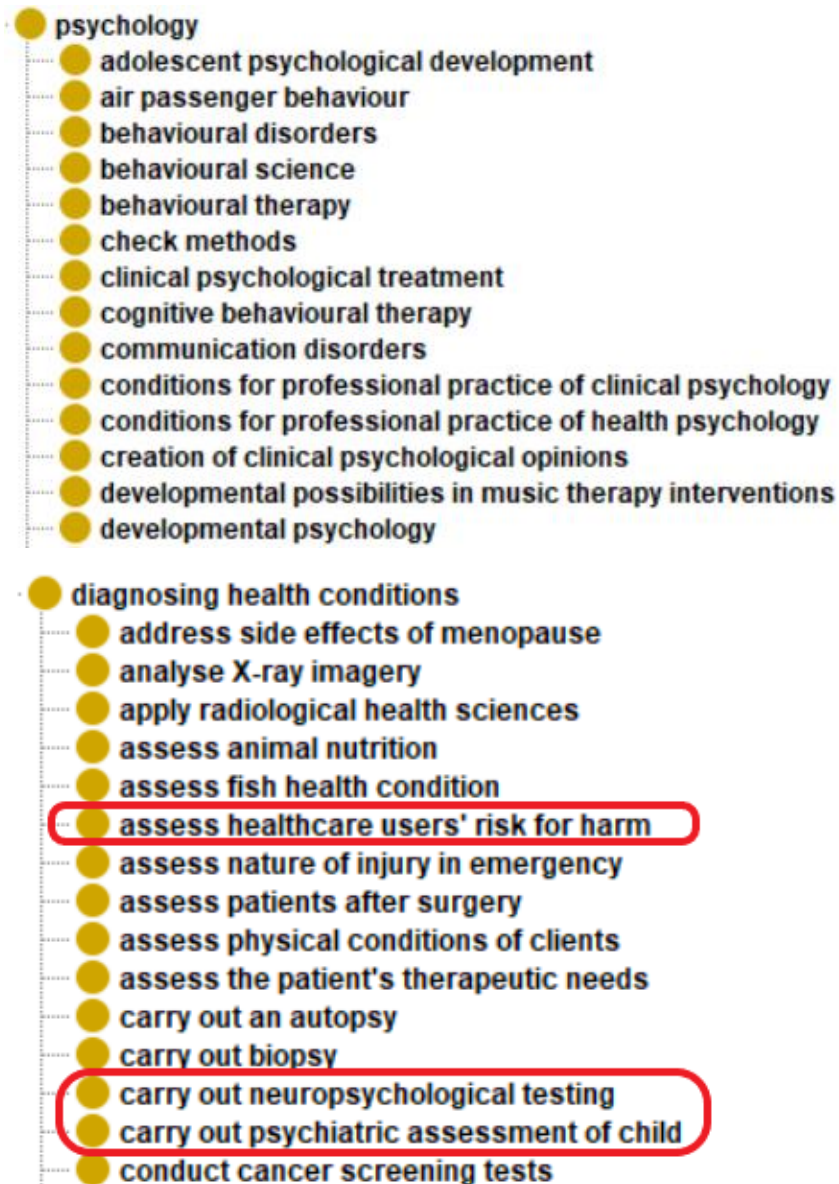 psychology
adolescent psychological development
air passenger behaviour
behavioural disorders
behavioural science
behavioural therapy
check methods
clinical psychological treatment
cognitive behavioural therapy
communication disorders
conditions for professional practice of clinical psychology
conditions for professional practice of health psychology
creation of clinical psychological opinions
developmental possibilities in music therapy interventions
developmental psychology
diagnosing health conditions
address side effects of menopause
analyse X-ray imagery
apply radiological health sciences
assess animal nutrition
assess fish health condition
assess healthcare users' risk for harm
assess nature of injury in emergency
assess patients after surgery
assess physical conditions of clients
assess the patient's therapeutic needs
carry out an autopsy
carry out biopsy
carry out neuropsychological testing
carry out psychiatric assessment of child
conduct cancer screening tests